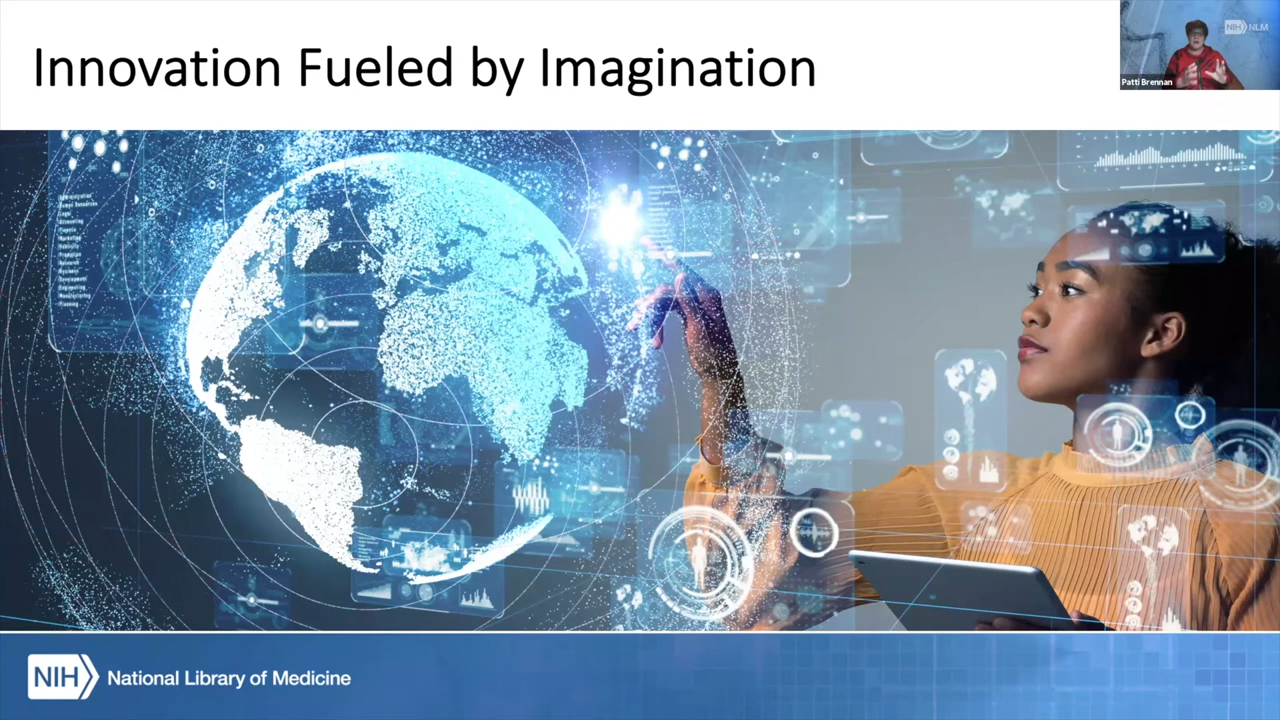 Innovation Fueled by Imagination
NIH NLM
Patti Brennan
NIH
National Library of Medicine